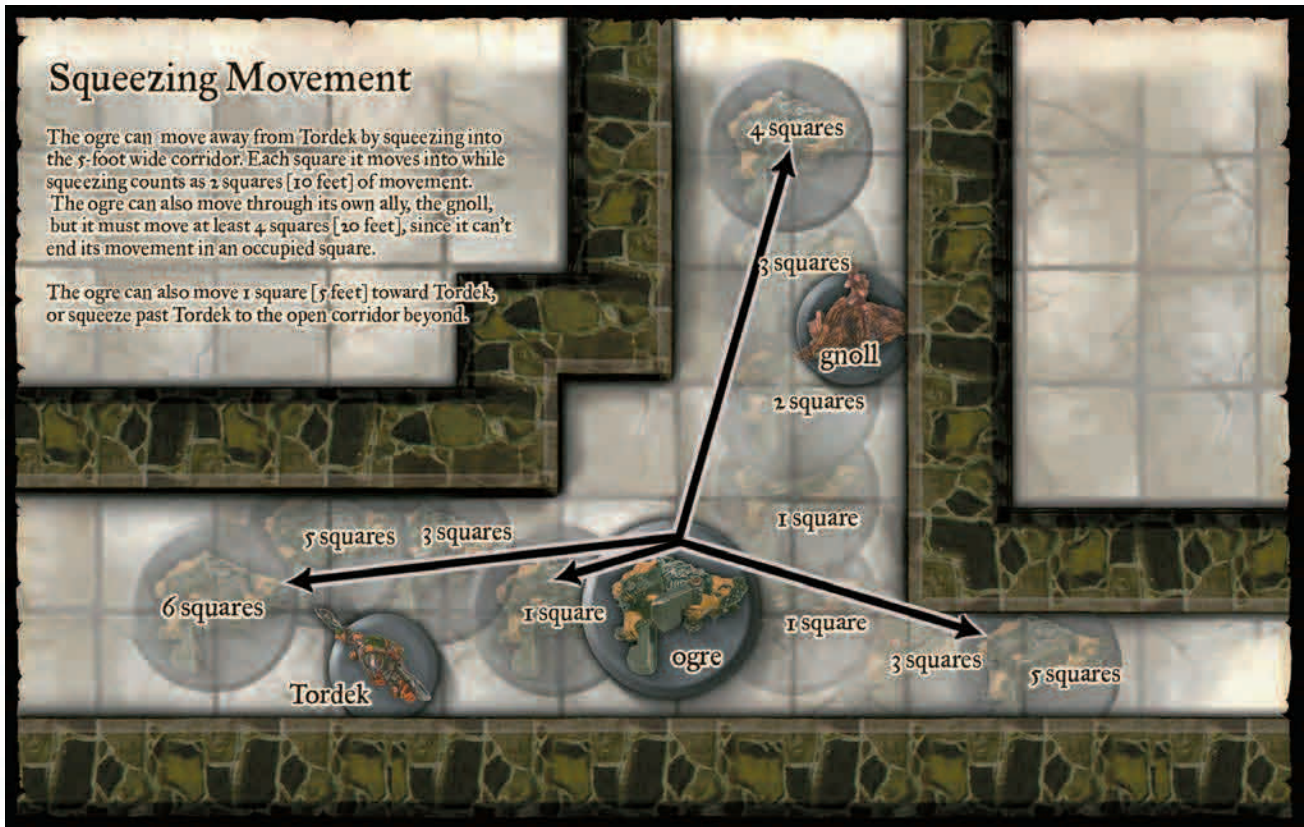 Squeezing Movement
The ogre can move away from Tordek by squeezing into
the 5-foot wide corridor. Each square it moves into while
squeezing counts as 2 squares [10 feet] of movement.
The ogre can also move through its own ally, the gnoll,
but it must move at least 4 squares [20 feet], since it can't
end its movement in an occupied square.
The ogre can also move 1 square [5 feet] toward Tordek,
or squeeze past Tordek to the open corridor beyond.
4 squares
3 squares
gnoll
2 squares
1 square
5 squares
3 squares
6 squares
1 square
1 square
ogre
3 squares
5 squares
Tordek